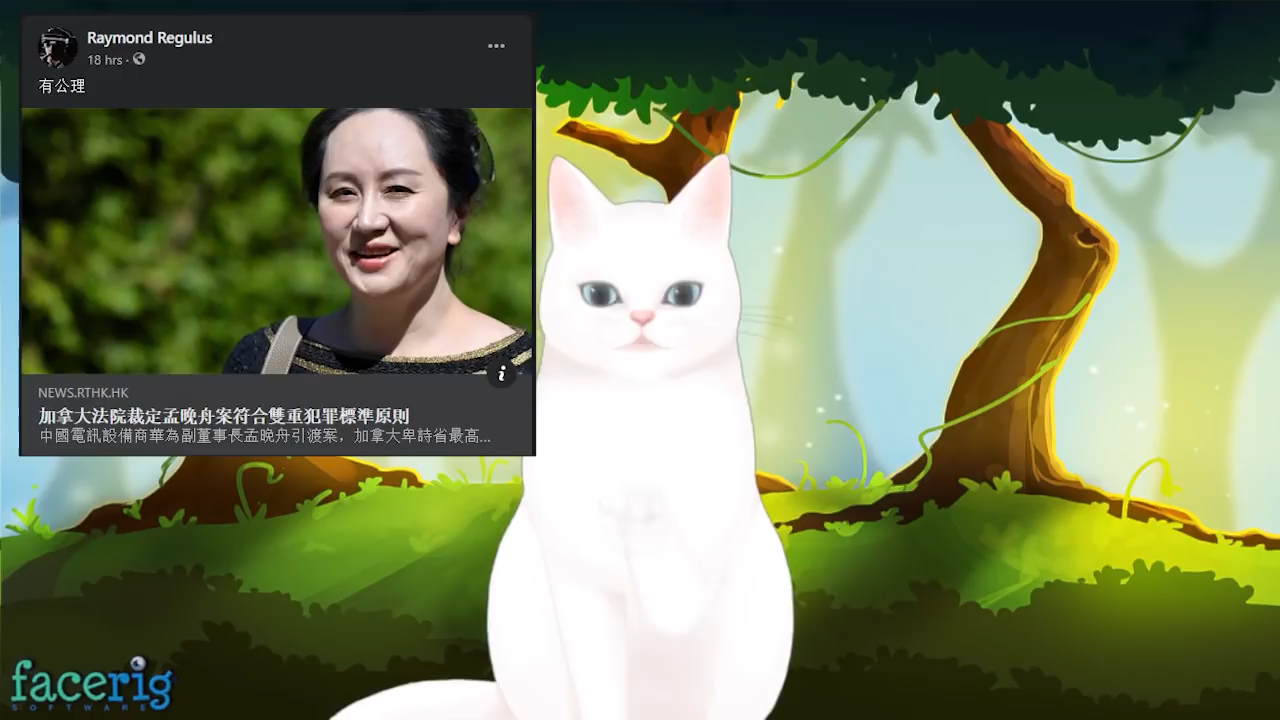 Raymond Regulus
18 hrs ·
有公理
NEWS.RTHK.HK
加拿大法院裁定孟晚舟案符合雙重犯罪標準原則
中國電訊設備商華為副董事長孟晚舟引渡案，加拿大卑詩省最高...
facerig
SOFTWARE